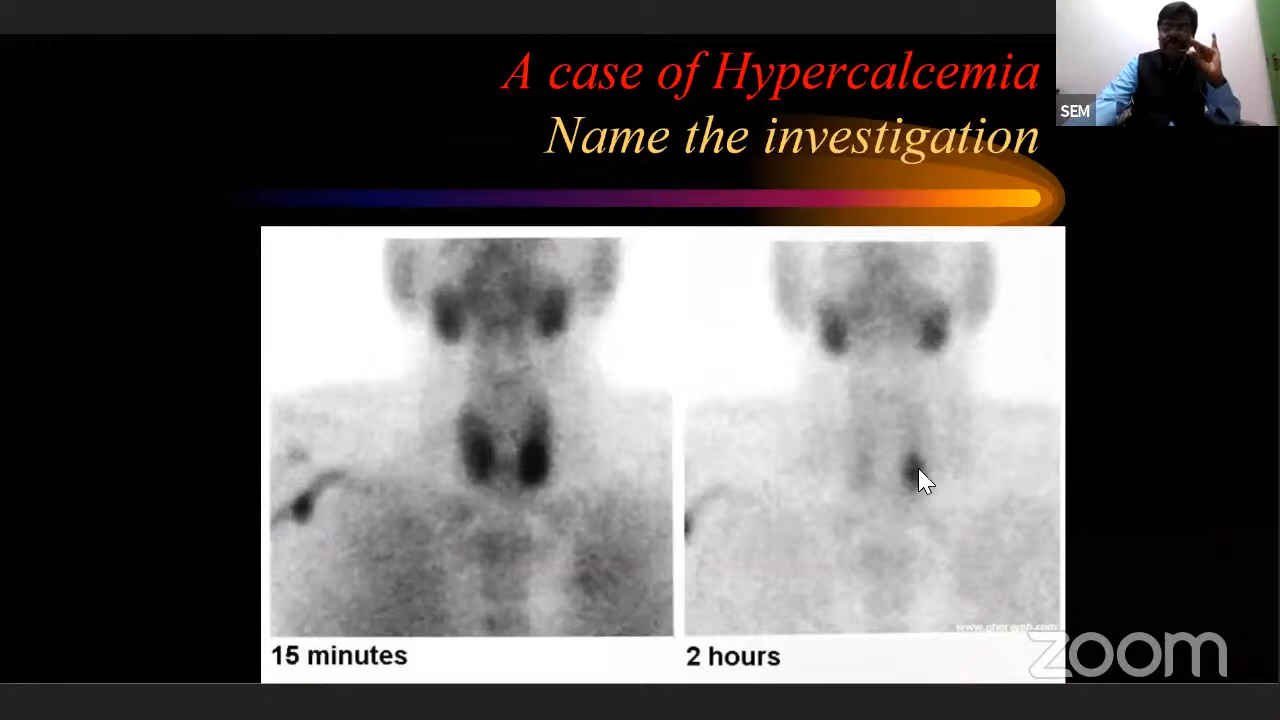 A case of Hypercalcemia
Name the investigation
SEM
15 minutes
2 hours
zoom